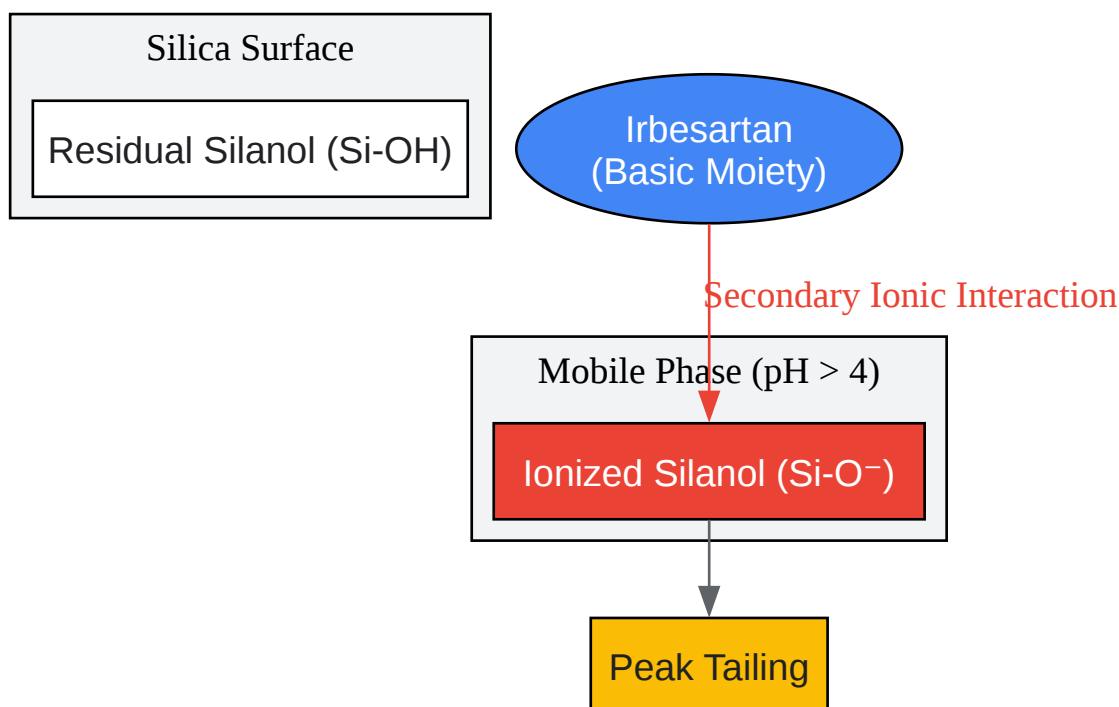 Silica Surface
Residual Silanol (Si-OH)
Irbesartan
(Basic Moiety)
Secondary Ionic Interaction
Mobile Phase (pH > 4)
Ionized Silanol (Si-O⁻)
Peak Tailing